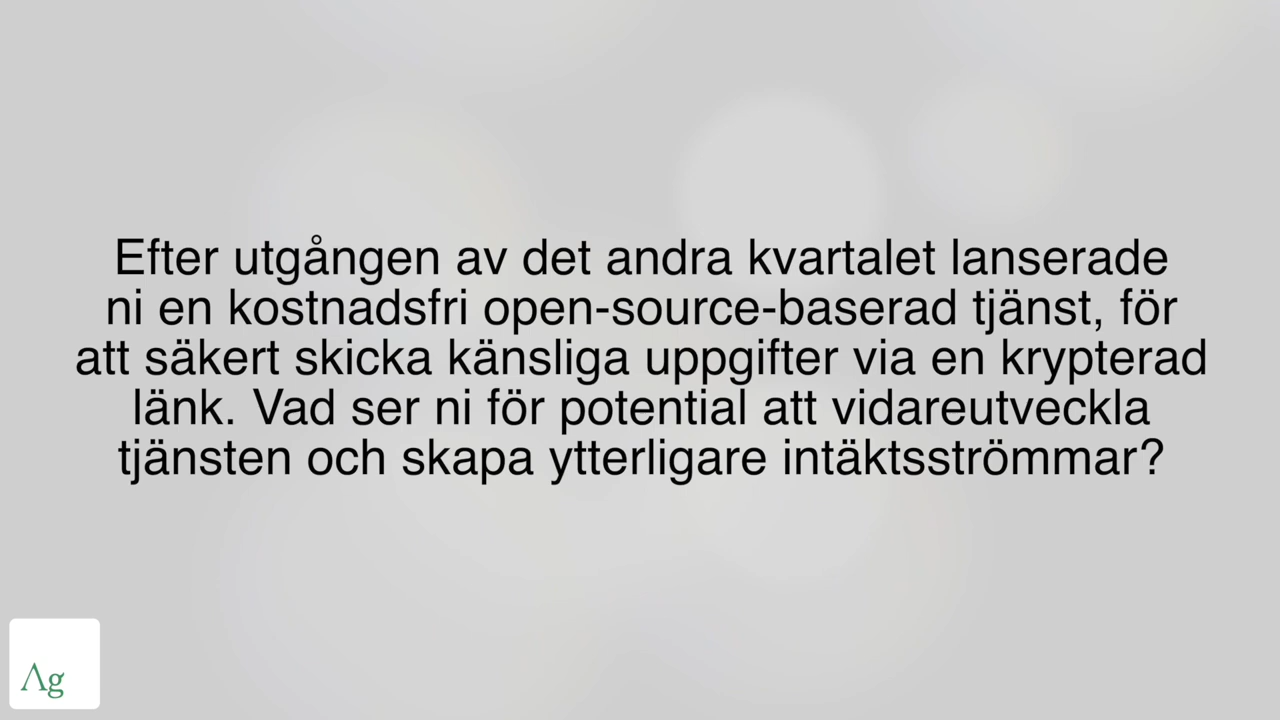 Efter utgången av det andra kvartalet lanserade
ni en kostnadsfri open-source-baserad tjänst, för
att säkert skicka känsliga uppgifter via en krypterad
länk. Vad ser ni för potential att vidareutveckla
tjänsten och skapa ytterligare intäktsströmmar?
Λg